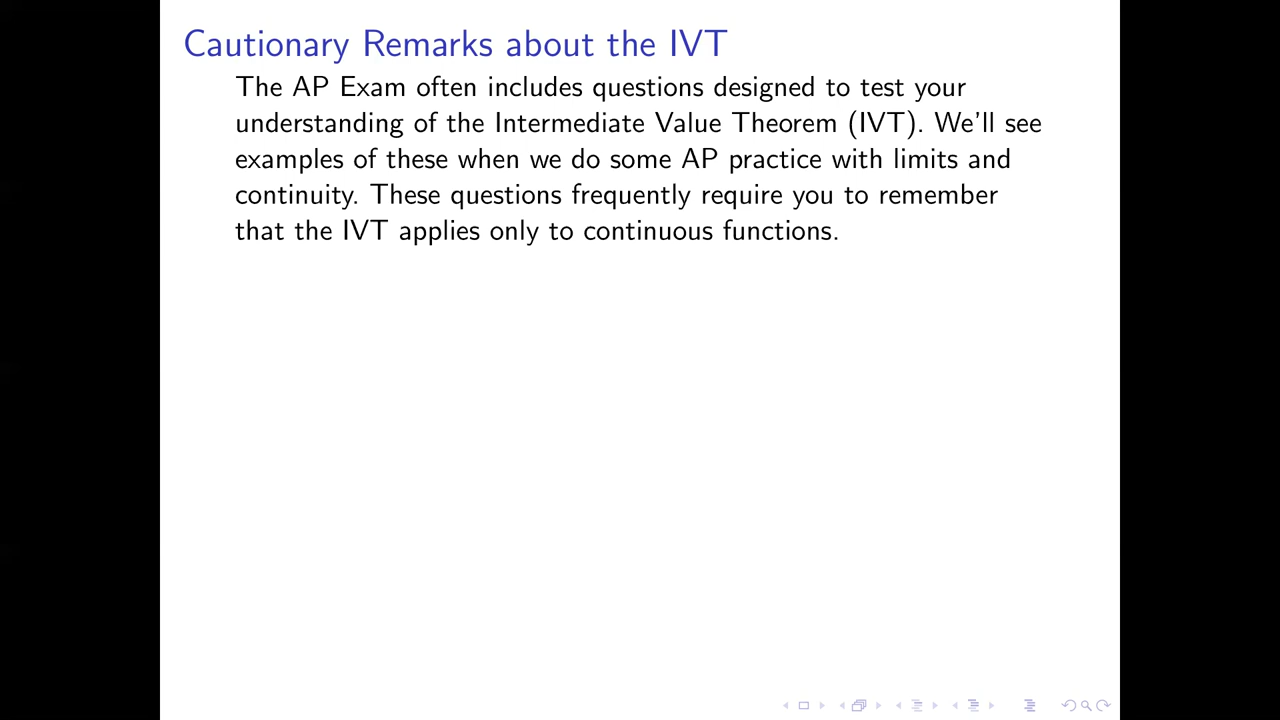 Cautionary Remarks about the IVT
The AP Exam often includes questions designed to test your
understanding of the Intermediate Value Theorem (IVT). We'll see
examples of these when we do some AP practice with limits and
continuity. These questions frequently require you to remember
that the IVT applies only to continuous functions.